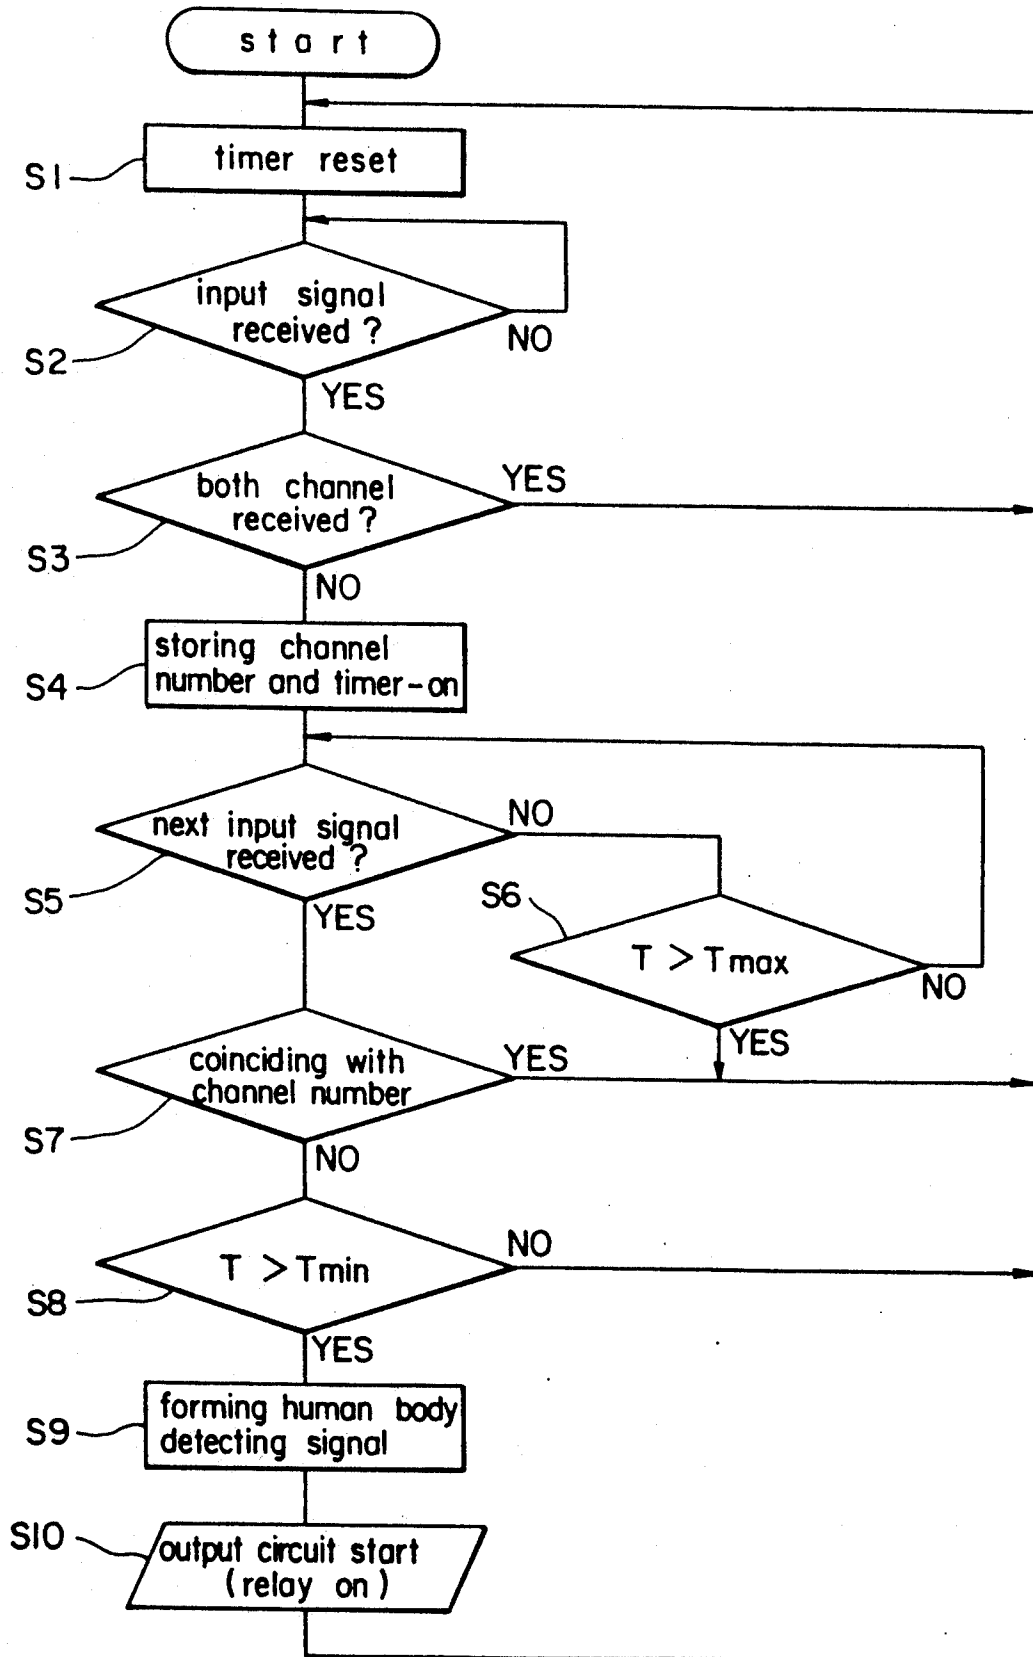 start
S1
timer reset
input signal
received ?
S2
NO
YES
both channel
received ?
S3
YES
NO
storing channel
number and timer-on
S4
next input signal
received ?
S5
NO
YES
S6
T > Tmax
NO
YES
coinciding with
channel number
S7
YES
NO
T > Tmin
S8
NO
YES
forming human body
detecting signal
S9
S10
output circuit start
(relay on)